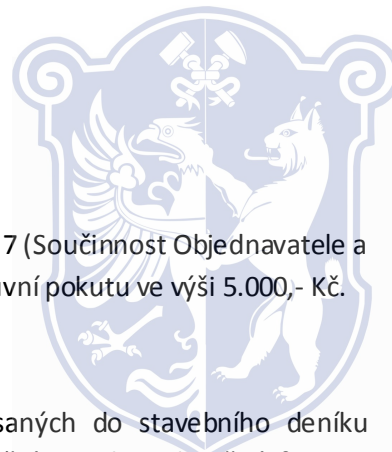 7 (Součinnost Objednavatele a
vní pokutu ve výši 5.000,- Kč.
saných do stavebního deníku